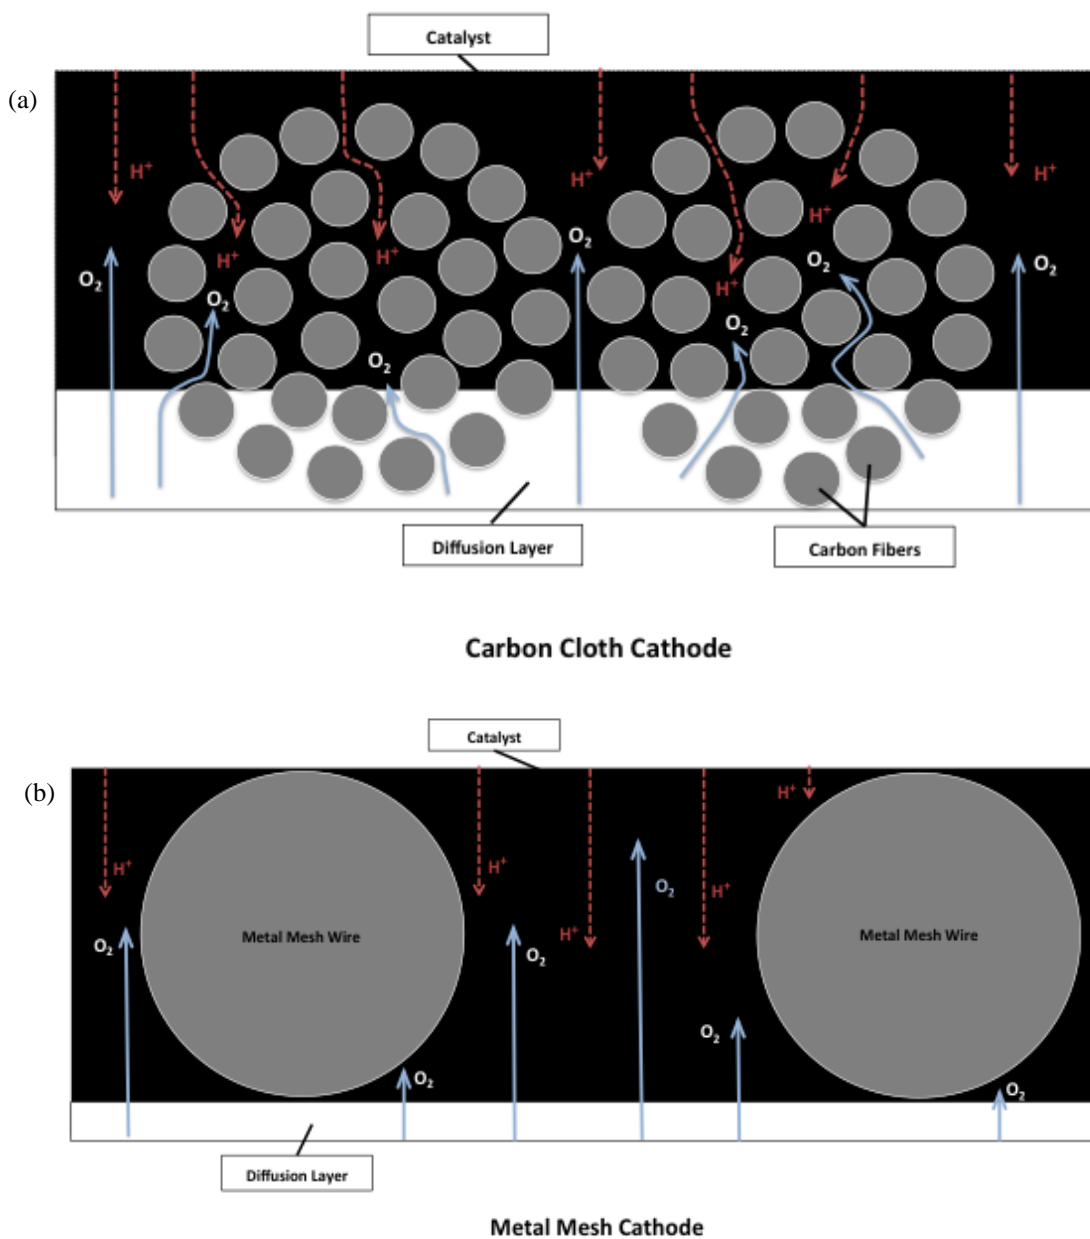 Catalyst
(a)
H⁺
H⁺
H⁺
H⁺
H⁺
H⁺
H⁺
O₂
O₂
O₂
O₂
O₂
O₂
O₂
O₂
Diffusion Layer
Carbon Fibers
Carbon Cloth Cathode
Catalyst
(b)
H⁺
H⁺
H⁺
H⁺
H⁺
O₂
Metal Mesh Wire
Metal Mesh Wire
O₂
O₂
O₂
O₂
O₂
Diffusion Layer
Metal Mesh Cathode